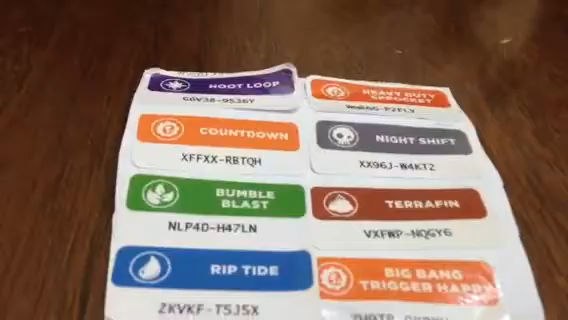 HOOT LOOP
HEAVY DUTY
SPROCKET
COUNTDOWN
XFFXX-RBTQH
NIGHT SHIFT
XX96J-W4KT2
BUMBLE
BLAST
NLP4D-H47LN
TERRAFIN
VXFWP-NQGY6
RIP TIDE
ZKVKF-T5J5X
BIG BANG
TRIGGER HAPPY